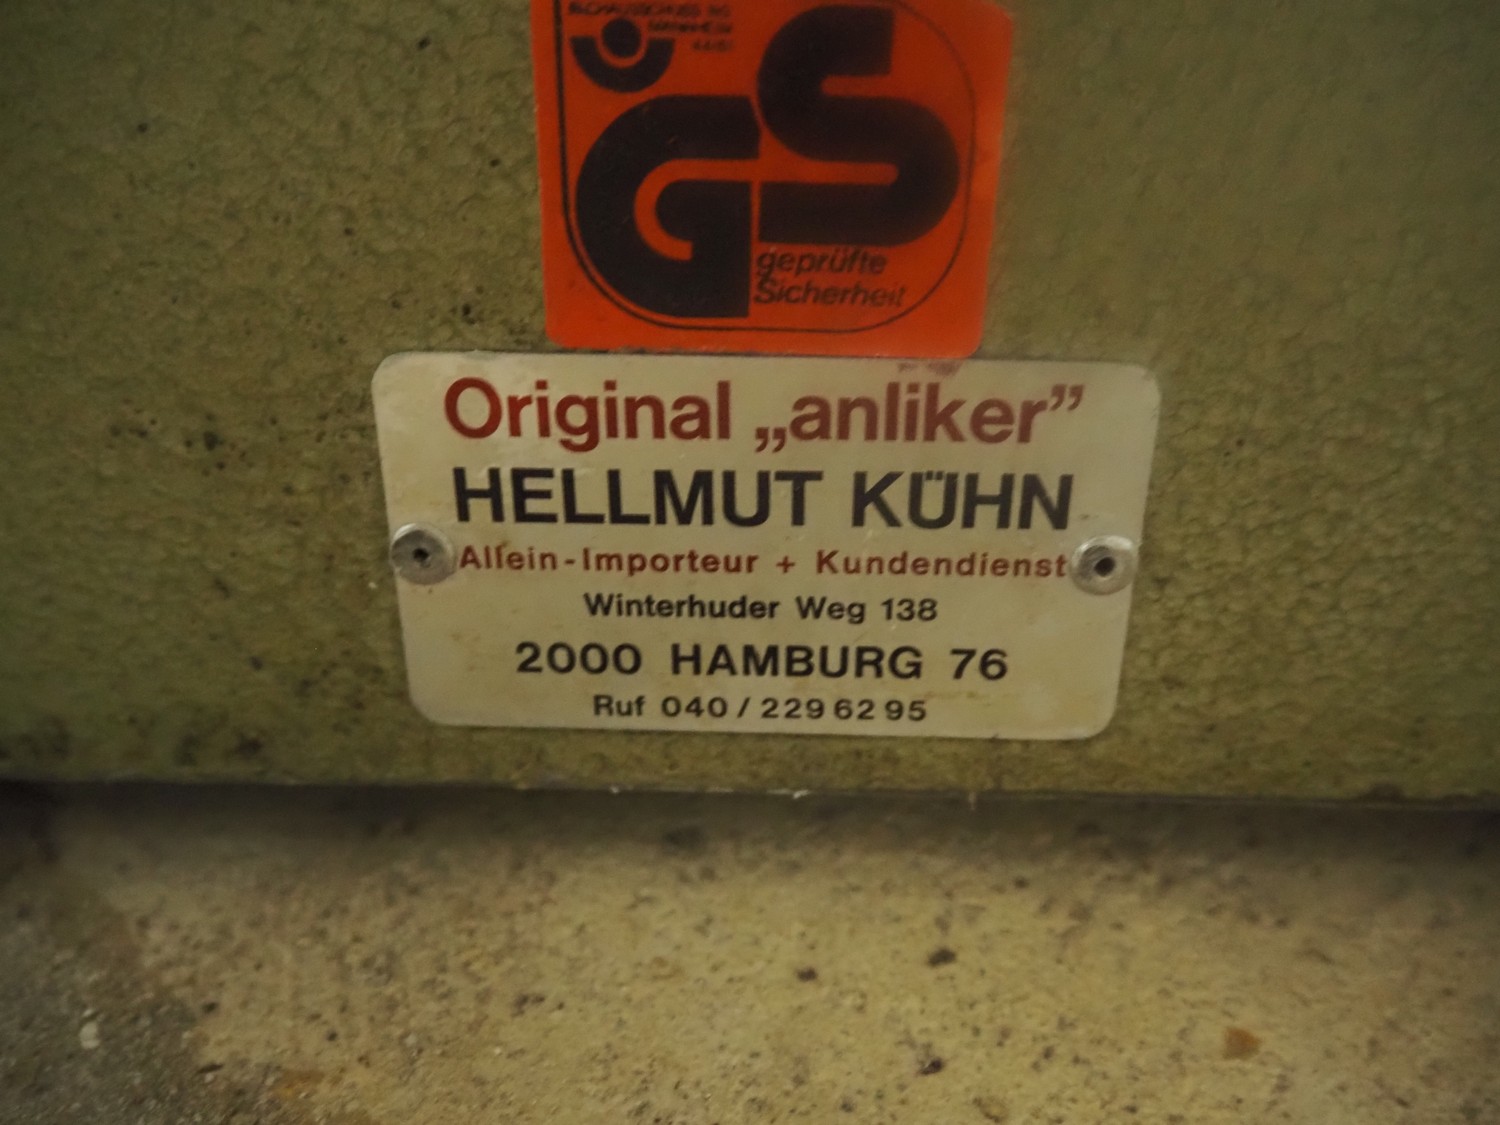 MANNHEIM
GS
geprüfte
Sicherheit
Original „anliker”
HELLMUT KÜHN
Allein-Importeur + Kundendienst
Winterhuder Weg 138
2000 HAMBURG 76
Ruf 040 / 229 62 95